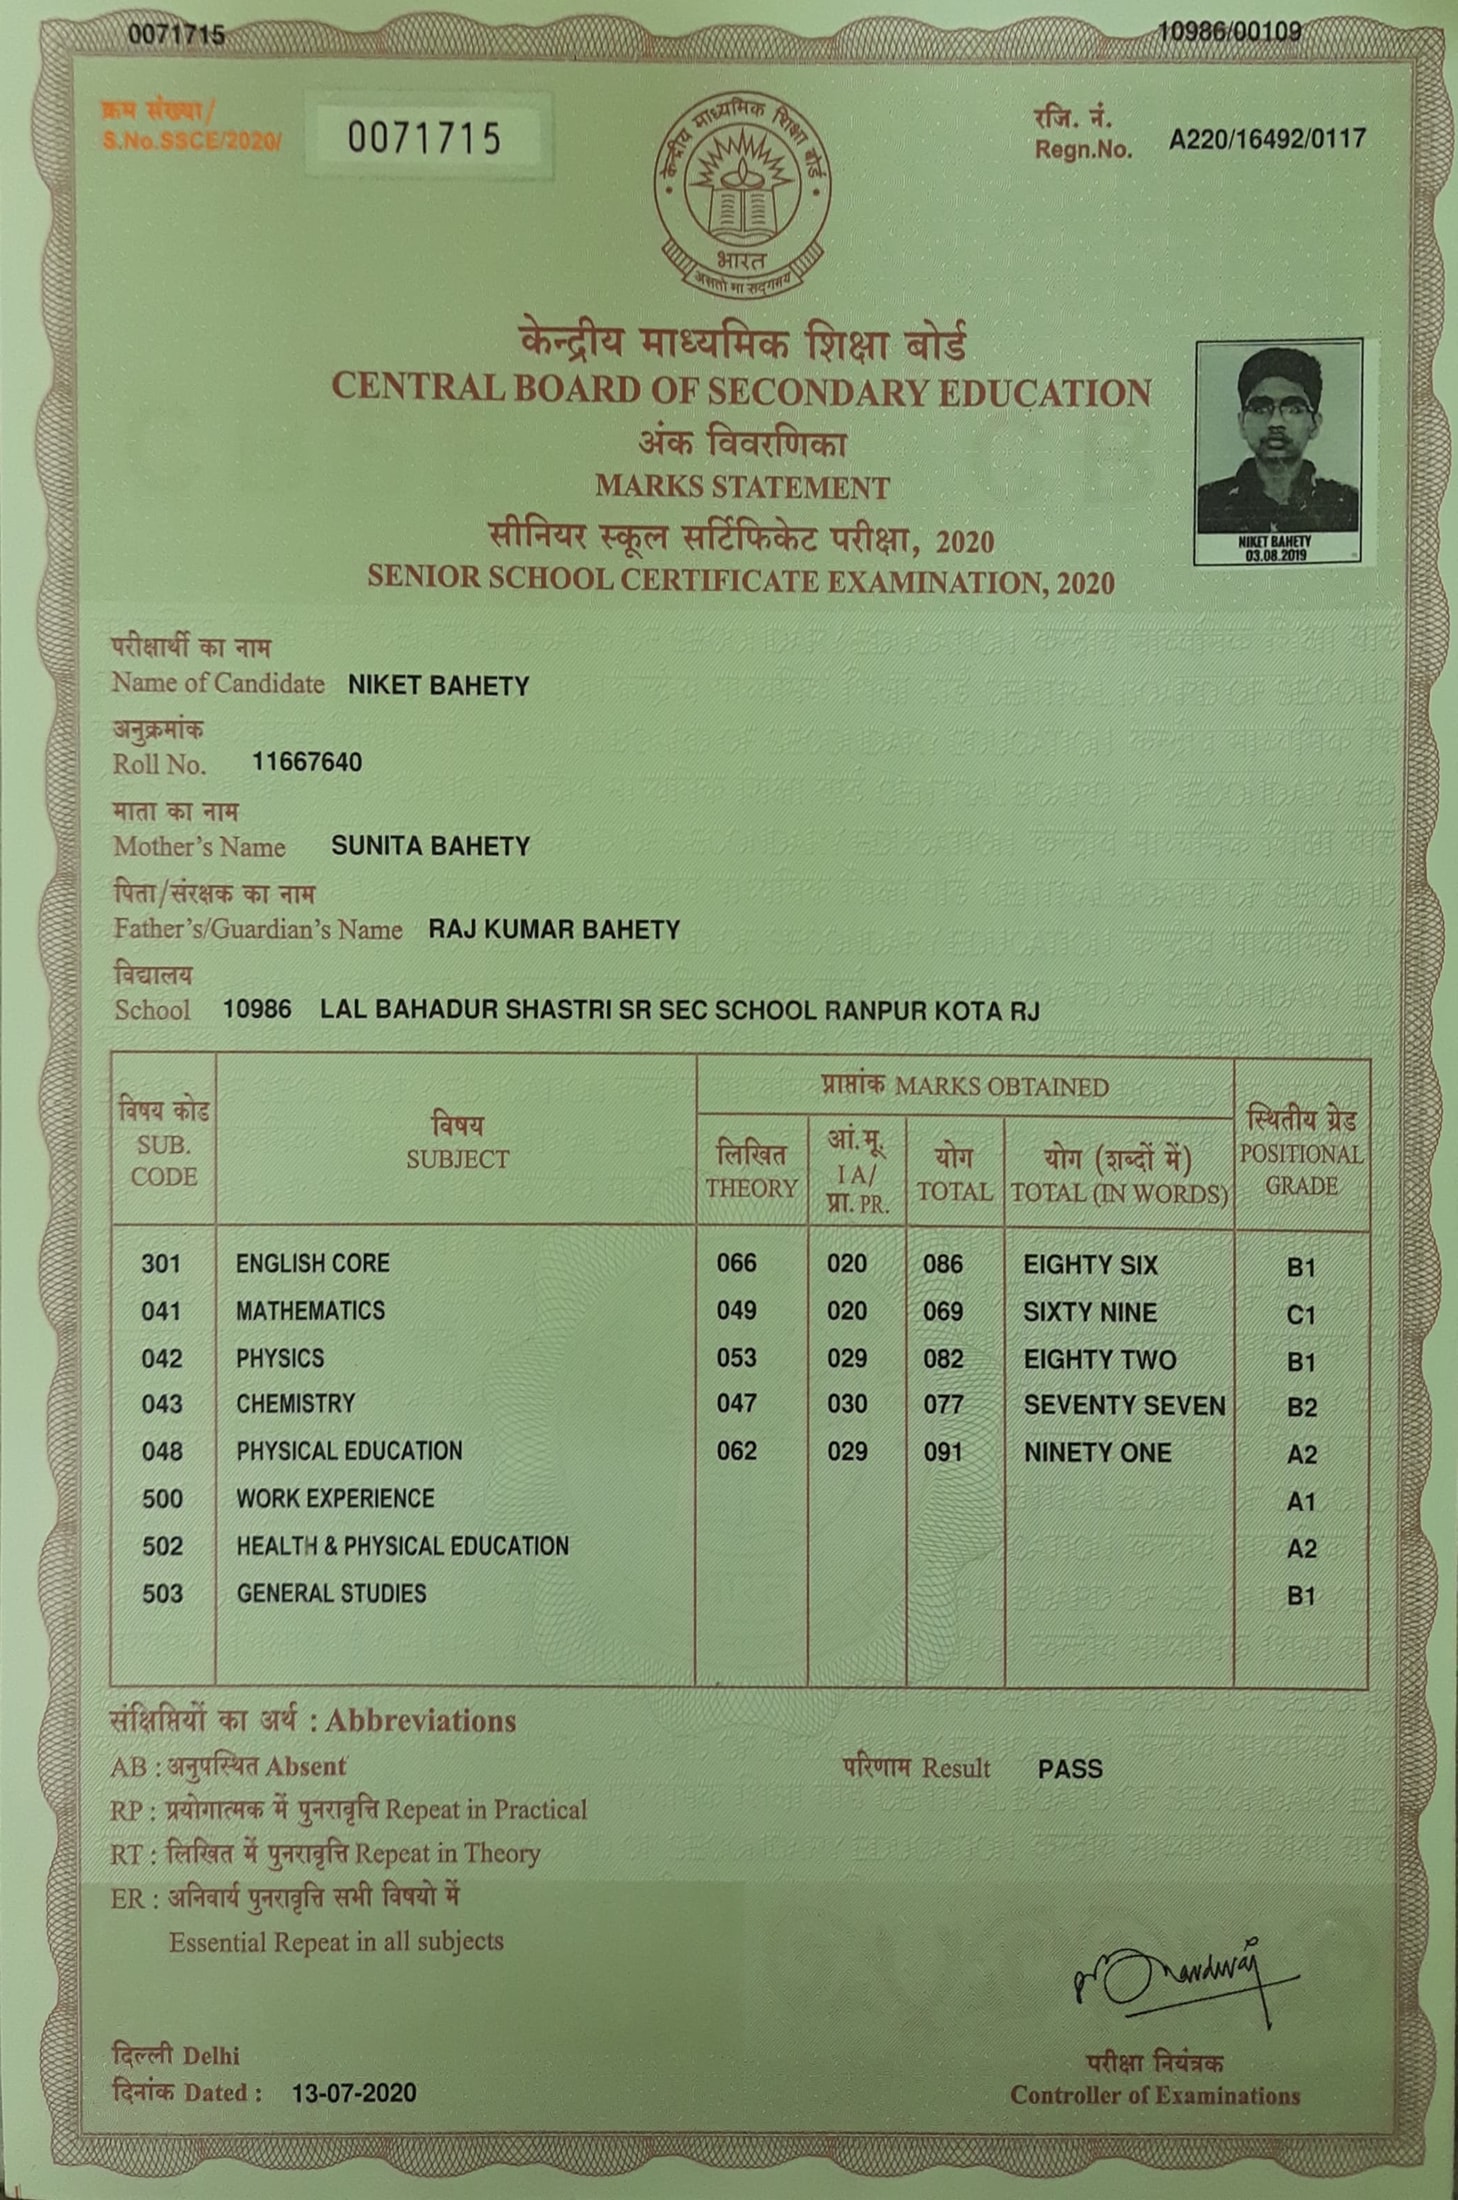 0071715
10986/00109
क्रम संख्या/
S.No.SSCE/2020/
0071715
रजि. नं.
Regn.No. A220/16492/0117
केन्द्रीय माध्यमिक शिक्षा बोर्ड
भारत
असतो मा सद्गमय
केन्द्रीय माध्यमिक शिक्षा बोर्ड
CENTRAL BOARD OF SECONDARY EDUCATION
अंक विवरणिका
MARKS STATEMENT
सीनियर स्कूल सर्टिफिकेट परीक्षा, 2020
SENIOR SCHOOL CERTIFICATE EXAMINATION, 2020
NIKET BAHETY
03.08.2019
परीक्षार्थी का नाम
Name of Candidate NIKET BAHETY
अनुक्रमांक
Roll No. 11667640
माता का नाम
Mother's Name SUNITA BAHETY
पिता/संरक्षक का नाम
Father's/Guardian's Name RAJ KUMAR BAHETY
विद्यालय
School 10986 LAL BAHADUR SHASTRI SR SEC SCHOOL RANPUR KOTA RJ
विषय कोड
SUB.
CODE
विषय
SUBJECT
प्राप्तांक MARKS OBTAINED
लिखित
THEORY
आं.मू.
I A/
प्रा. PR.
योग
TOTAL
योग (शब्दों में)
TOTAL (IN WORDS)
स्थितीय ग्रेड
POSITIONAL
GRADE
301 ENGLISH CORE 066 020 086 EIGHTY SIX B1
041 MATHEMATICS 049 020 069 SIXTY NINE C1
042 PHYSICS 053 029 082 EIGHTY TWO B1
043 CHEMISTRY 047 030 077 SEVENTY SEVEN B2
048 PHYSICAL EDUCATION 062 029 091 NINETY ONE A2
500 WORK EXPERIENCE A1
502 HEALTH & PHYSICAL EDUCATION A2
503 GENERAL STUDIES B1
संक्षिप्तियों का अर्थ : Abbreviations
AB : अनुपस्थित Absent
परिणाम Result PASS
RP : प्रयोगात्मक में पुनरावृत्ति Repeat in Practical
RT : लिखित में पुनरावृत्ति Repeat in Theory
ER : अनिवार्य पुनरावृत्ति सभी विषयो में
Essential Repeat in all subjects
दिल्ली Delhi
दिनांक Dated : 13-07-2020
परीक्षा नियंत्रक
Controller of Examinations